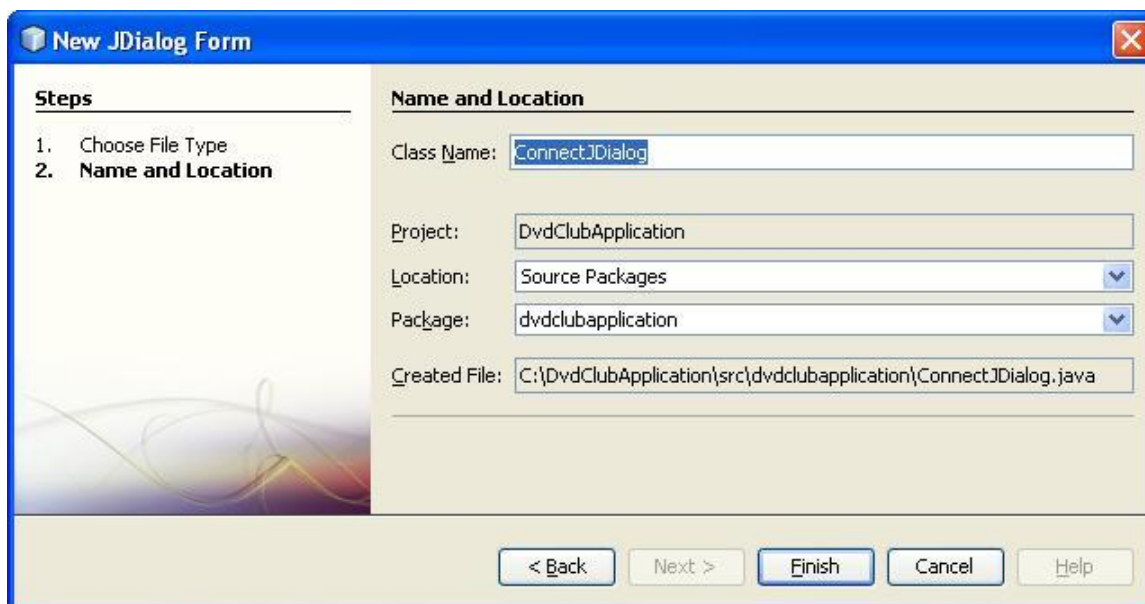 New JDialog Form
Steps
1. Choose File Type
2. Name and Location
Name and Location
Class Name: ConnectJDialog
Project: DvdClubApplication
Location: Source Packages
Package: dvdclubapplication
Created File: C:\DvdClubApplication\src\dvdclubapplication\ConnectJDialog.java
< Back Next > Finish Cancel Help